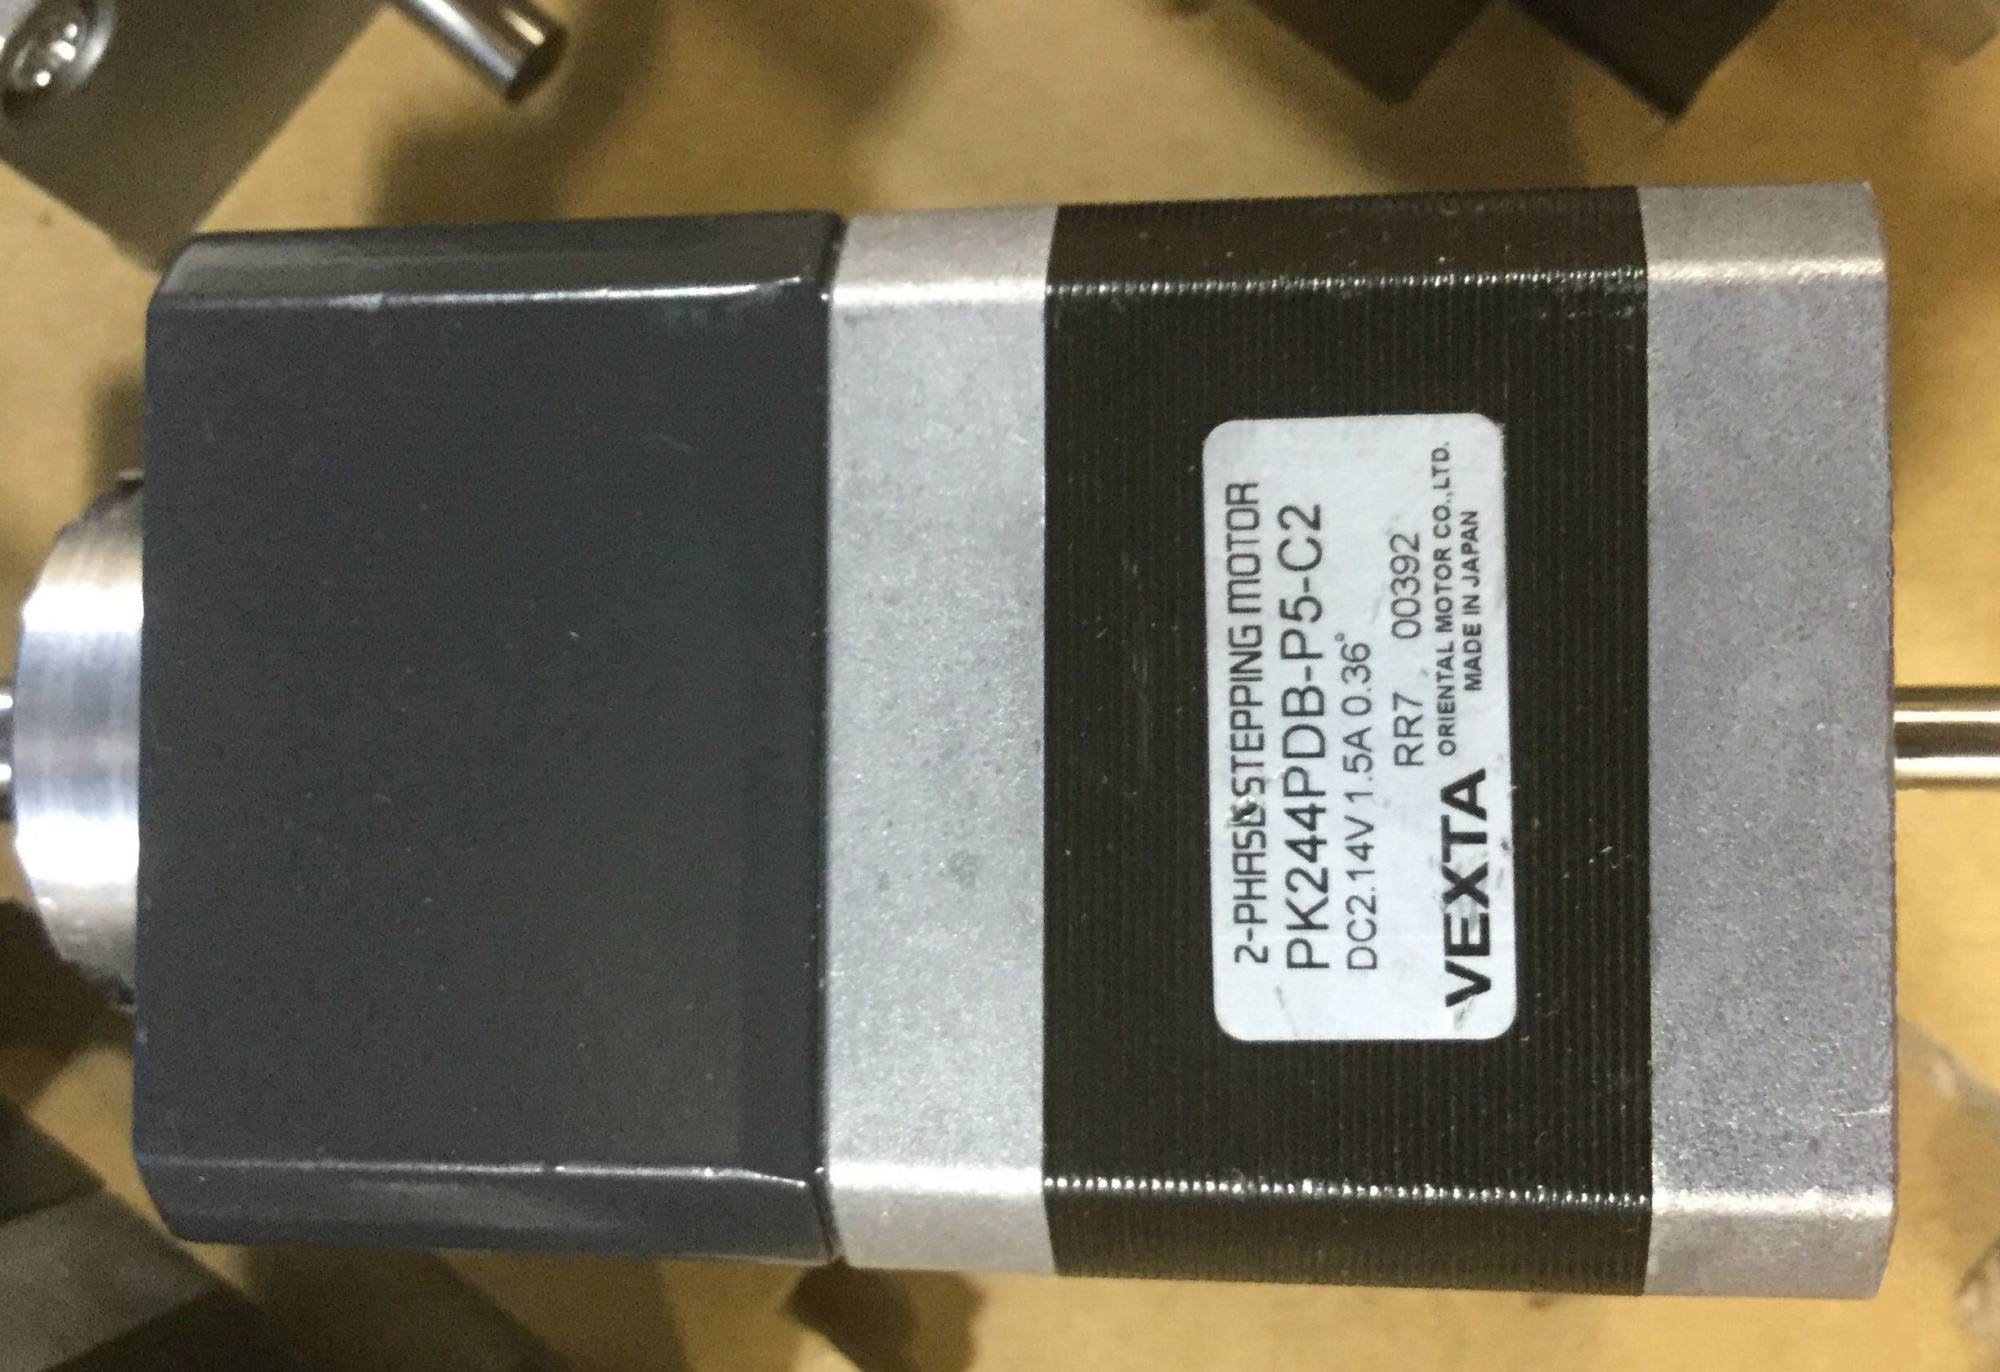 2-PHASE STEPPING MOTOR
PK244PDB-P5-C2
DC2.14V 1.5A 0.36°
RR7 00392
VEXTA ORIENTAL MOTOR CO.,LTD.
MADE IN JAPAN